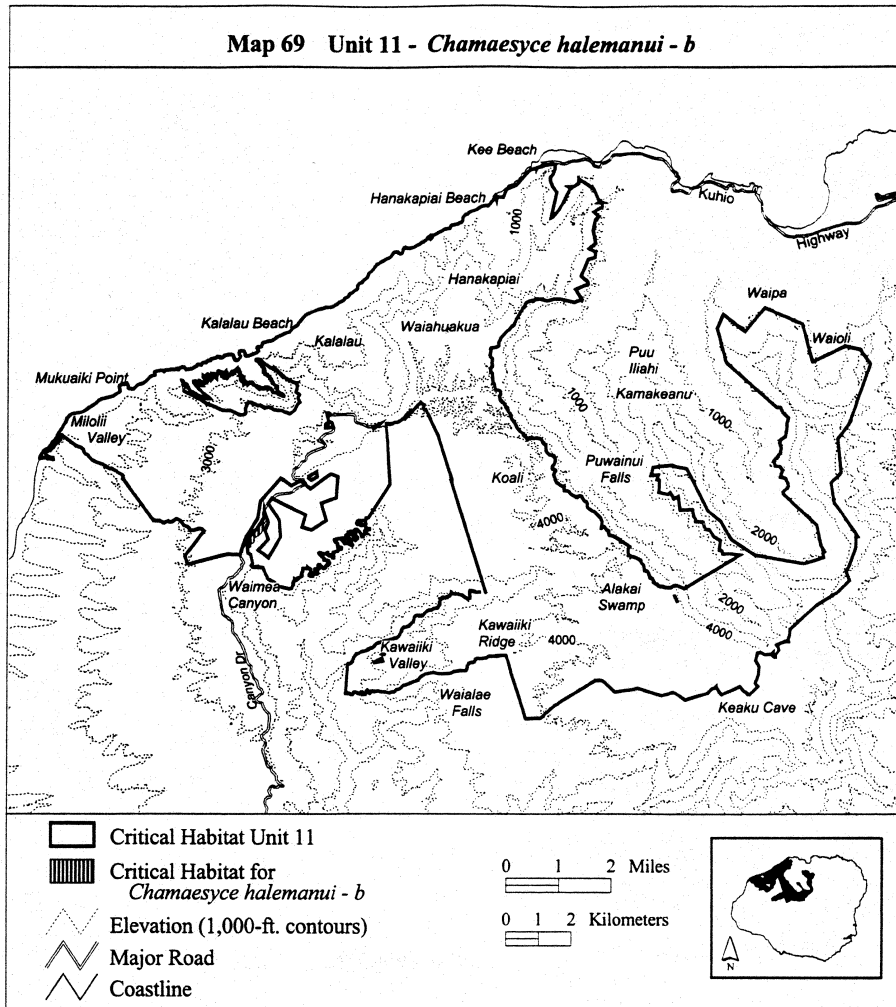 Map 69 Unit 11 - Chamaesyce halemanui - b
Kee Beach
Hanakapiai Beach
Kuhio
1000
Highway
Hanakapiai
Waipa
Kalalau Beach
Kalalau
Waiahuakua
Waioli
Puu
Iliahi
Mukuaiki Point
Kamakeanu
1000
1000
Milolii
Valley
3000
Puwainui
Falls
Koali
4000
2000
Waimea
Canyon
Alakai
Swamp
2000
Kawaiiki
Ridge
4000
4000
Kawaiiki
Valley
Canyon Dr
Waialae
Falls
Keaku Cave
Critical Habitat Unit 11
Critical Habitat for
Chamaesyce halemanui - b
Elevation (1,000-ft. contours)
Major Road
Coastline
0 1 2 Miles
0 1 2 Kilometers
N